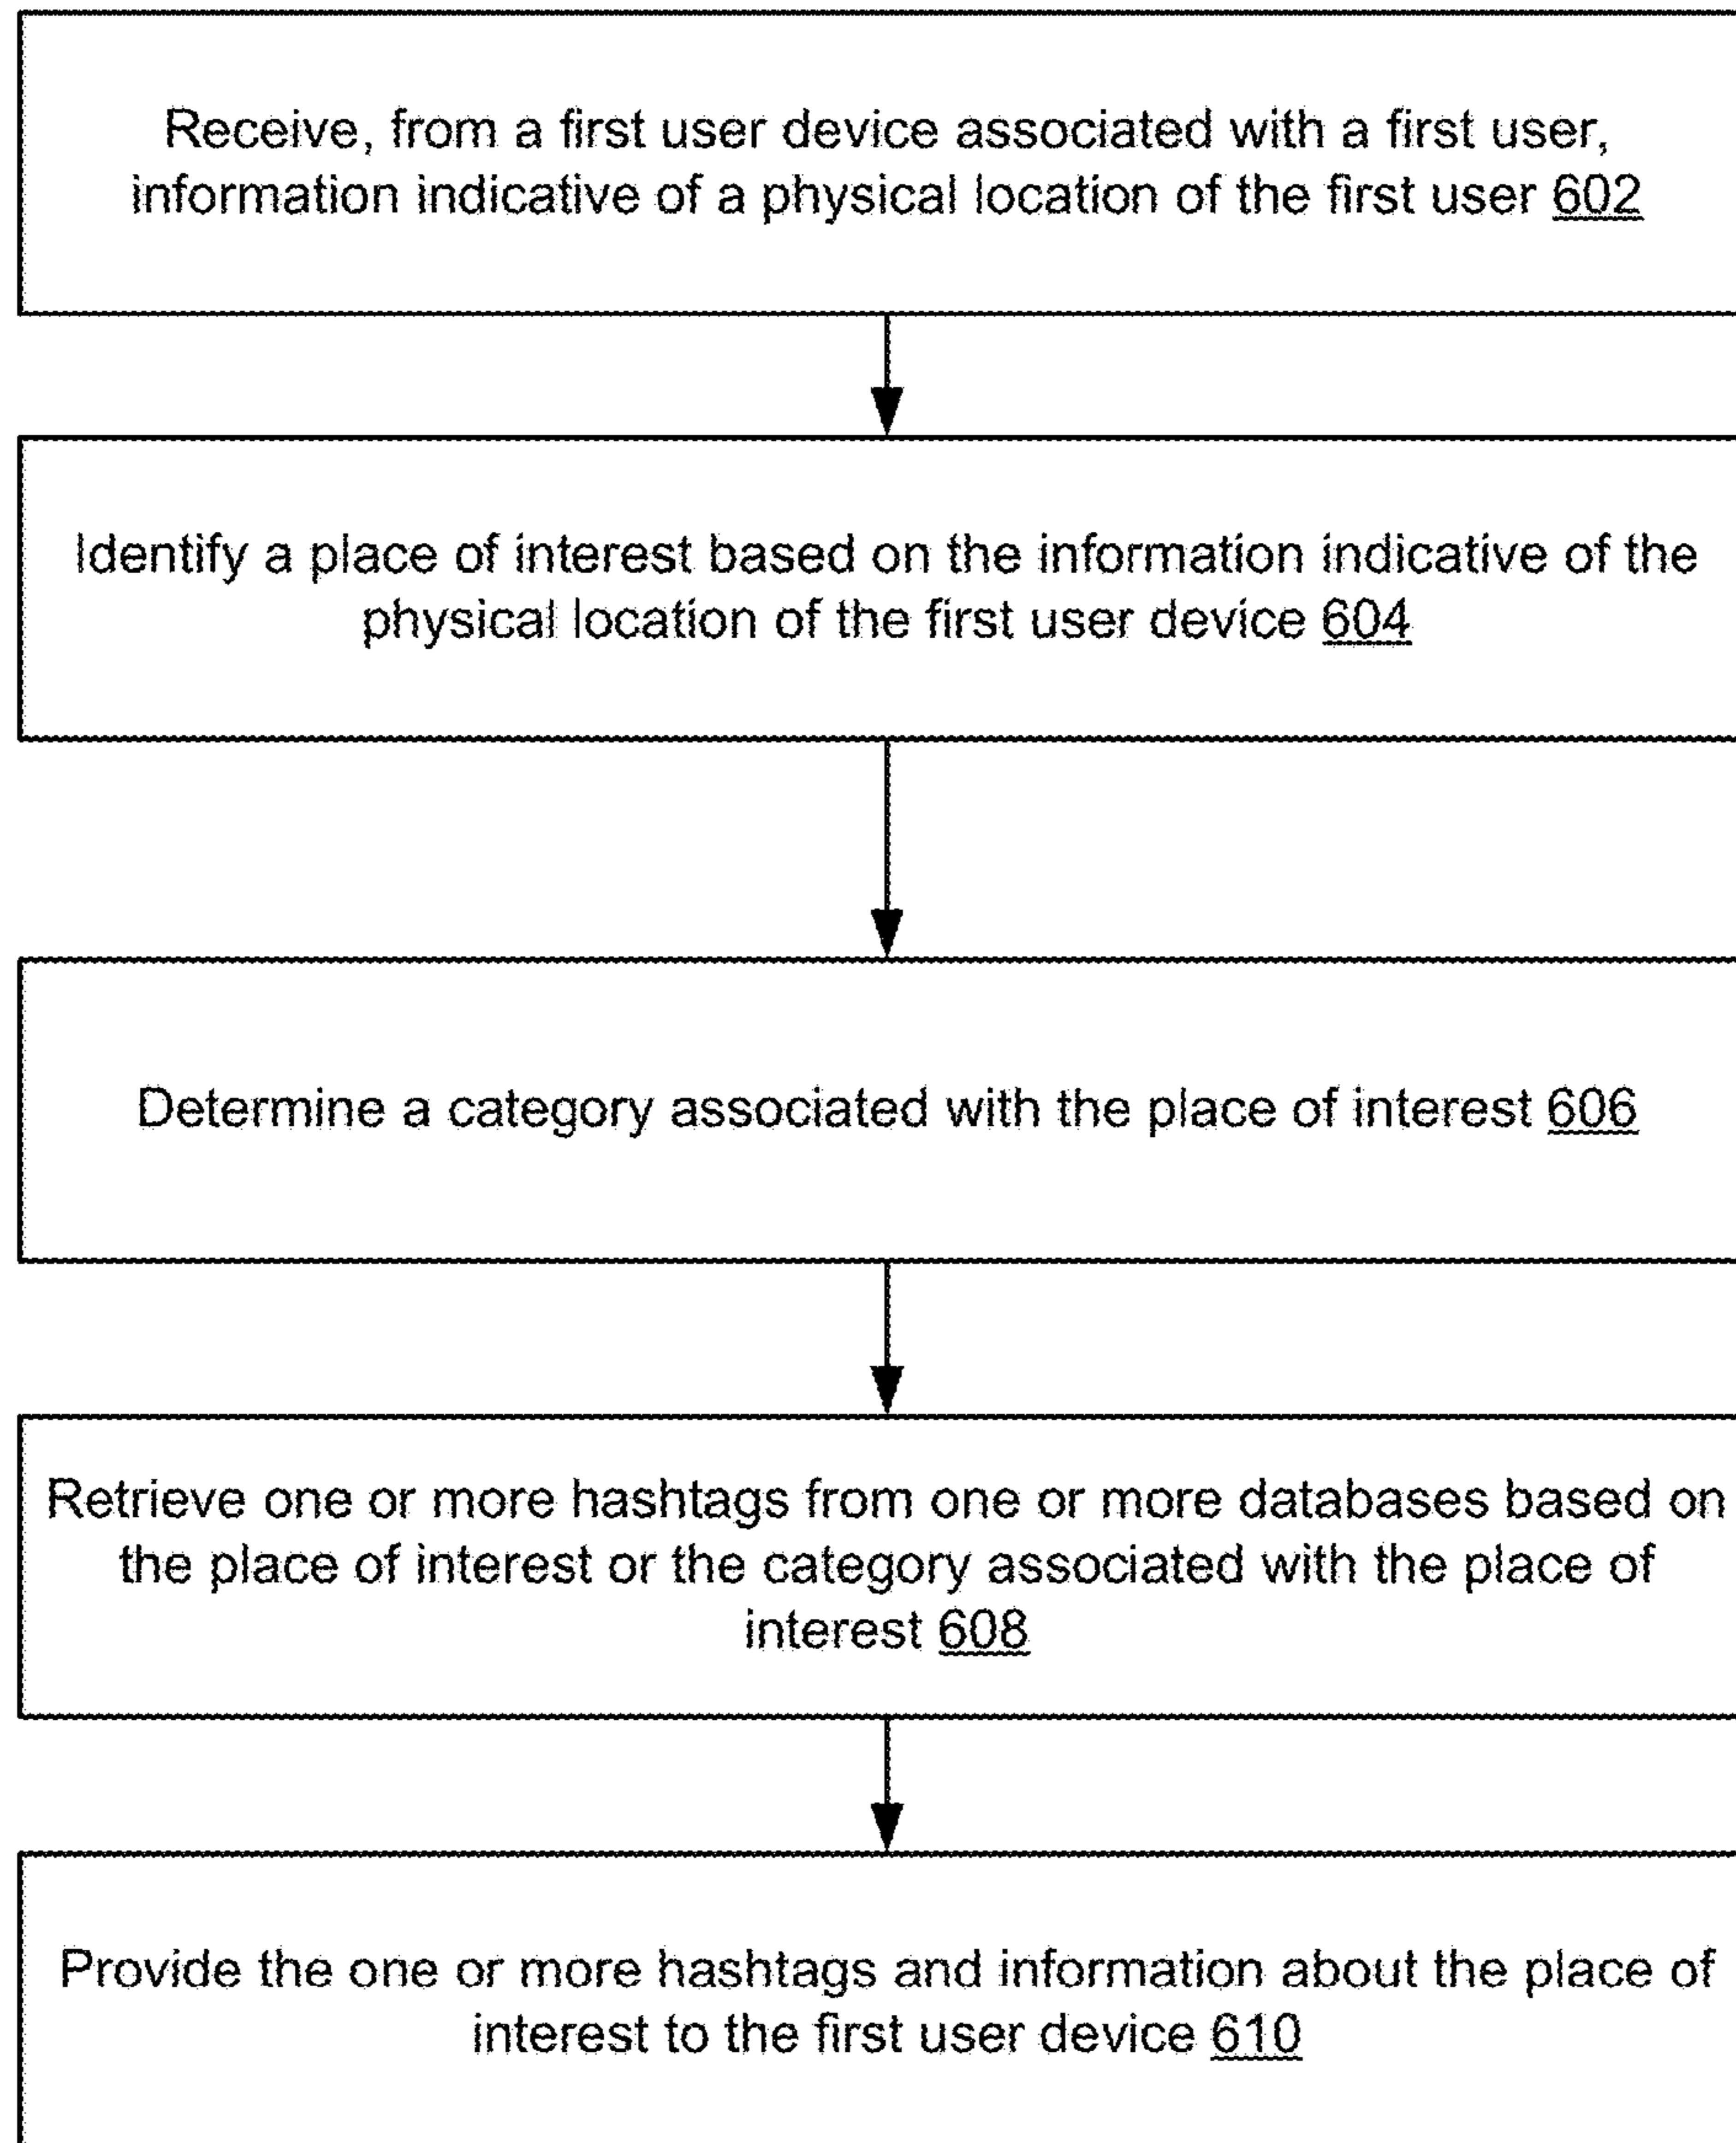 Receive, from a first user device associated with a first user,
information indicative of a physical location of the first user 602
Identify a place of interest based on the information indicative of the
physical location of the first user device 604
Determine a category associated with the place of interest 606
Retrieve one or more hashtags from one or more databases based on
the place of interest or the category associated with the place of
interest 608
Provide the one or more hashtags and information about the place of
interest to the first user device 610